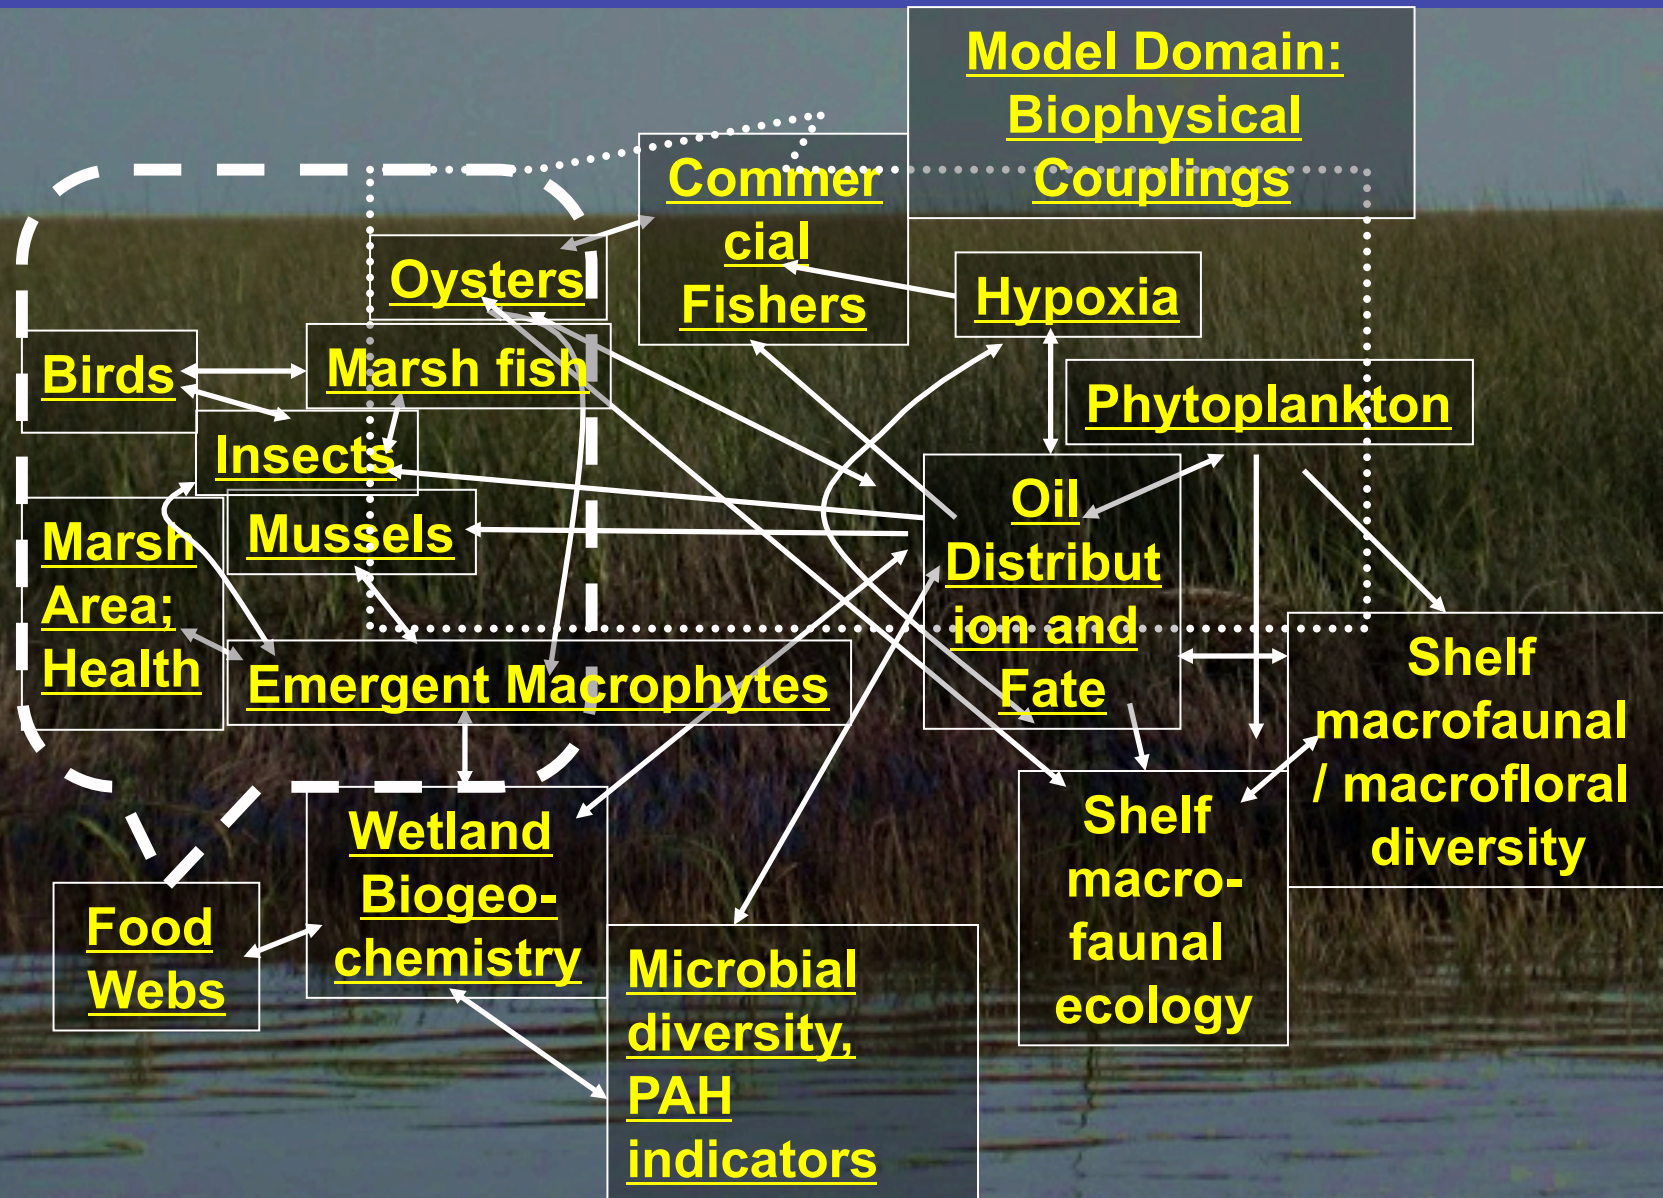 Model Domain:
Biophysical
Couplings
Commer
cial
Fishers
Oysters
Hypoxia
Birds
Marsh fish
Phytoplankton
Insects
Mussels
Marsh
Area;
Health
Oil
Distribut
ion and
Fate
Emergent Macrophytes
Shelf
macrofaunal
/ macrofloral
diversity
Shelf
macro-
faunal
ecology
Wetland
Biogeo-
chemistry
Food
Webs
Microbial
diversity,
PAH
indicators